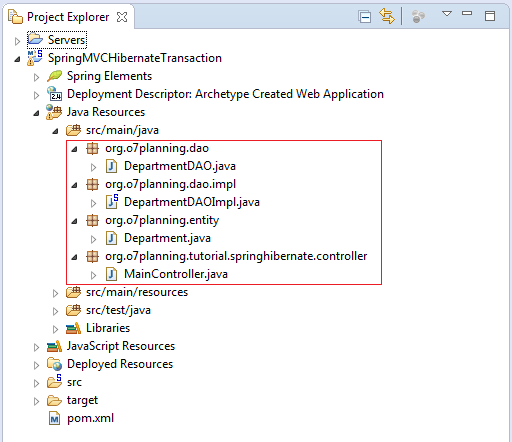 Project Explorer
Servers
SpringMVCHibernateTransaction
Spring Elements
Deployment Descriptor: Archetype Created Web Application
Java Resources
src/main/java
org.o7planning.dao
DepartmentDAO.java
org.o7planning.dao.impl
DepartmentDAOImpl.java
org.o7planning.entity
Department.java
org.o7planning.tutorial.springhibernate.controller
MainController.java
src/main/resources
src/test/java
Libraries
JavaScript Resources
Deployed Resources
src
target
pom.xml